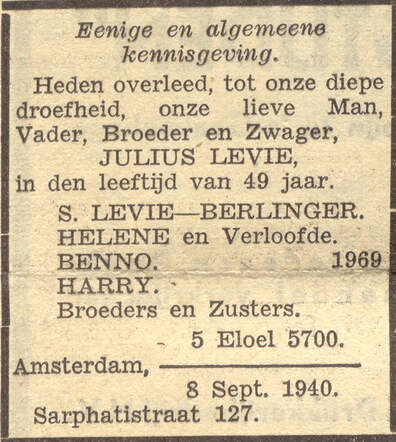 Eenige en algemeene
kennisgeving.
Heden overleed, tot onze diepe
droefheid, onze lieve Man,
Vader, Broeder en Zwager,
JULIUS LEVIE,
in den leeftijd van 49 jaar.
S. LEVIE—BERLINGER.
HELENE en Verloofde.
BENNO. 1969
HARRY.
Broeders en Zusters.
5 Eloel 5700.
Amsterdam,
8 Sept. 1940.
Sarphatistraat 127.